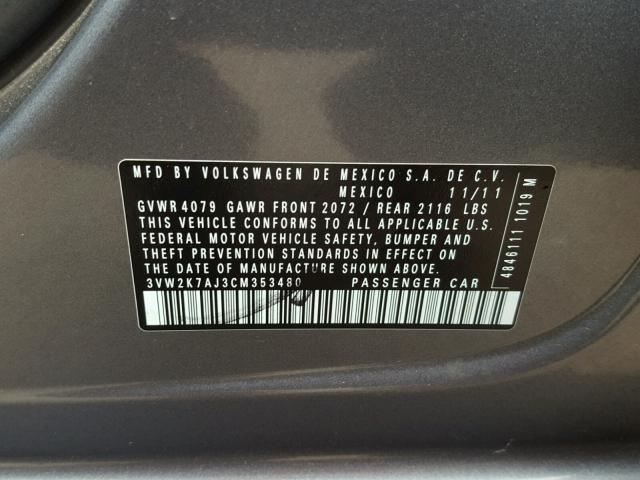 MFD BY VOLKSWAGEN DE MEXICO S.A. DE C.V.
MEXICO 11/11
GVWR 4079 GAWR FRONT 2072 / REAR 2116 LBS
THIS VEHICLE CONFORMS TO ALL APPLICABLE U.S.
FEDERAL MOTOR VEHICLE SAFETY, BUMPER AND
THEFT PREVENTION STANDARDS IN EFFECT ON
THE DATE OF MANUFACTURE SHOWN ABOVE.
3VW2K7AJ3CM353480 PASSENGER CAR
4846111 1019 M